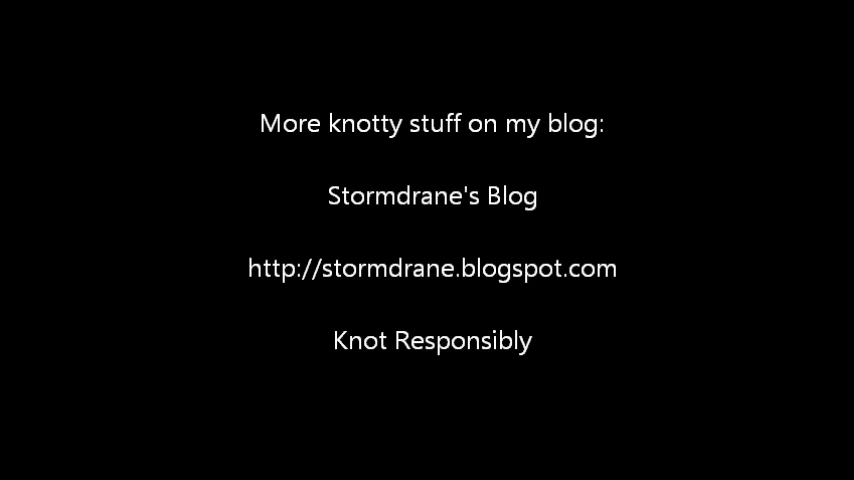 More knotty stuff on my blog:
Stormdrane's Blog
http://stormdrane.blogspot.com
Knot Responsibly